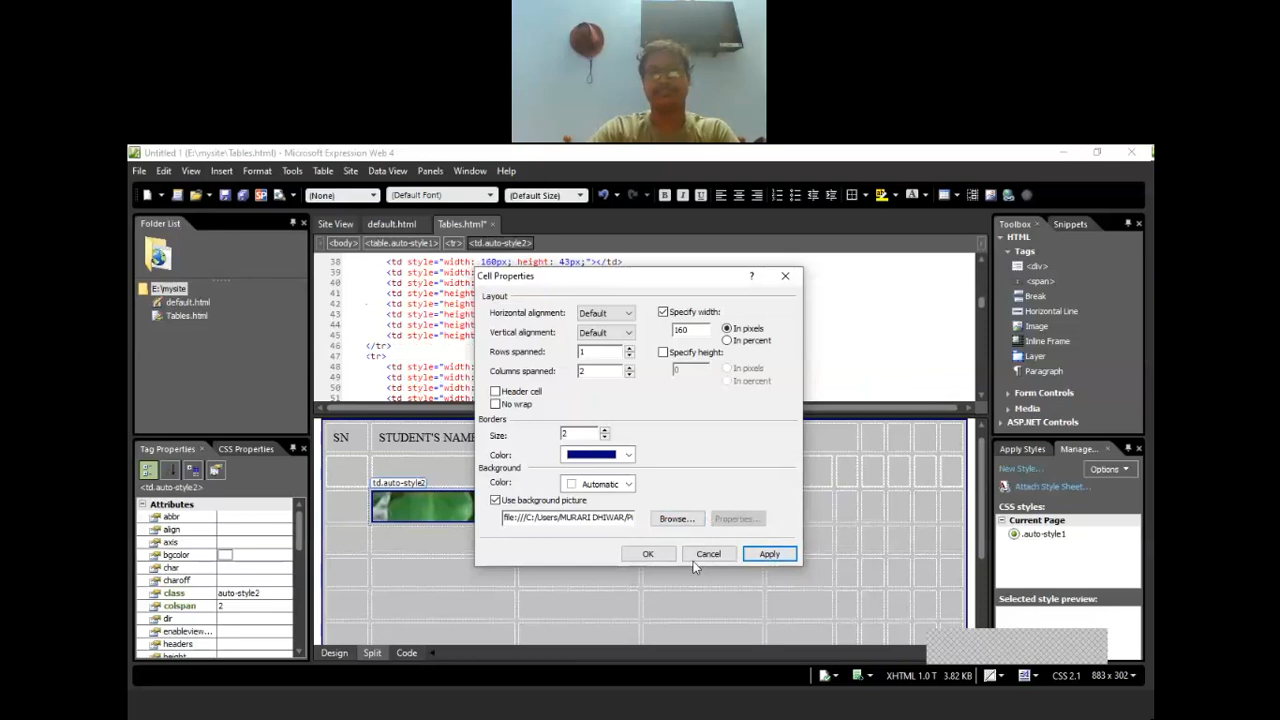 Untitled 1 (E:\mysite\Tables.html) - Microsoft Expression Web 4
File Edit View Insert Format Tools Table Site Data View Panels Window Help
(None) (Default Font) (Default Size) B I U A
Folder List
E:\mysite
default.html
Tables.html
Site View default.html Tables.html*
<body> <table.auto-style1> <tr> <td.auto-style2>
38 <td style="width: 160px; height: 43px;"></td>
39 <td style="height
40 <td style="height
41 <td style="height
42 <td style="height
43 <td style="height
44 <td style="height
45 <td style="height
46 </tr>
47 <tr>
48 <td style="width:
49 <td style="width:
50 <td style="width:
51 <td style="width:
Cell Properties
Layout
Horizontal alignment: Default
Vertical alignment: Default
Rows spanned: 1
Columns spanned: 2
Specify width:
160 In pixels
In percent
Specify height:
0 In pixels
In percent
Header cell
No wrap
Borders
Size: 2
Color:
Background
Color: Automatic
Use background picture
file:///C:/Users/MURARI DHIWAR/Pi
Browse... Properties...
OK Cancel Apply
SN STUDENT'S NAME
td.auto-style2
Design Split Code
Tag Properties CSS Properties
<td.auto-style2>
Attributes
abbr
align
axis
bgcolor
char
charoff
class auto-style2
colspan 2
dir
enableview...
headers
height
Toolbox Snippets
HTML
Tags
<div>
<span>
Break
Horizontal Line
Image
Inline Frame
Layer
Paragraph
Form Controls
Media
ASP.NET Controls
Apply Styles Manage...
New Style... Options
Attach Style Sheet...
CSS styles:
Current Page
.auto-style1
Selected style preview:
XHTML 1.0 T 3.82 KB CSS 2.1 883 x 302